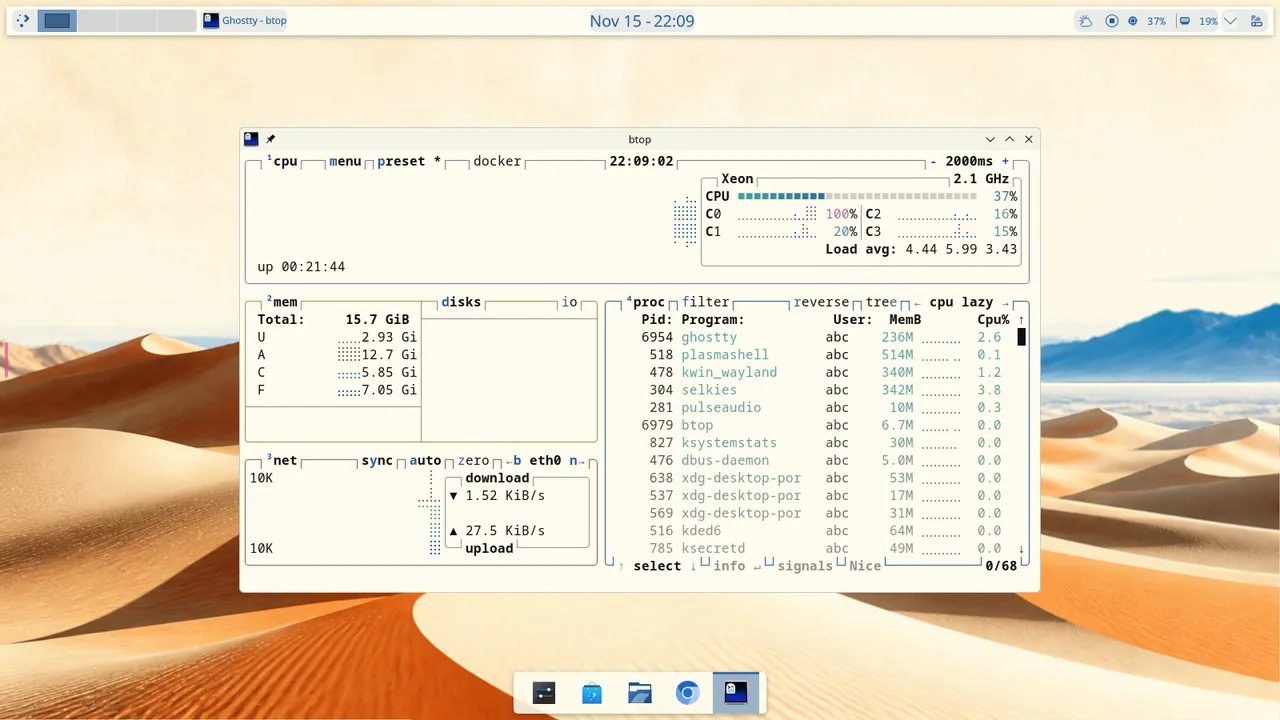 Ghostty - btop
Nov 15 - 22:09
37%
19%
btop
1cpu menu preset * docker 22:09:02 - 2000ms +
Xeon 2.1 GHz
CPU 37%
C0 100% C2 16%
C1 20% C3 15%
Load avg: 4.44 5.99 3.43
up 00:21:44
2mem disks io
Total: 15.7 GiB
U 2.93 Gi
A 12.7 Gi
C 5.85 Gi
F 7.05 Gi
3net sync auto zero ←b eth0 n→
10K
download
▼ 1.52 KiB/s
▲ 27.5 KiB/s
10K
upload
4proc filter reverse tree ← cpu lazy →
Pid: Program: User: MemB Cpu% ↑
6954 ghostty abc 236M 2.6
518 plasmashell abc 514M 0.1
478 kwin_wayland abc 340M 1.2
304 selkies abc 342M 3.8
281 pulseaudio abc 10M 0.3
6979 btop abc 6.7M 0.0
827 ksystemstats abc 30M 0.0
476 dbus-daemon abc 5.0M 0.0
638 xdg-desktop-por abc 53M 0.0
537 xdg-desktop-por abc 17M 0.0
569 xdg-desktop-por abc 31M 0.0
516 kded6 abc 64M 0.0
785 ksecretd abc 49M 0.0 ↓
↑ select ↓ info ↵ signals Nice 0/68